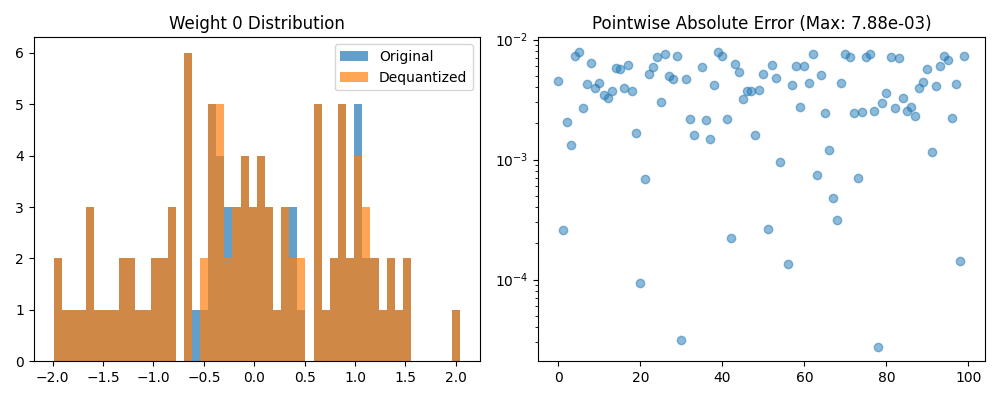 Weight 0 Distribution
Original
Dequantized
6
5
4
3
2
1
0
−2.0 −1.5 −1.0 −0.5 0.0 0.5 1.0 1.5 2.0
Pointwise Absolute Error (Max: 7.88e-03)
10⁻²
10⁻³
10⁻⁴
0 20 40 60 80 100